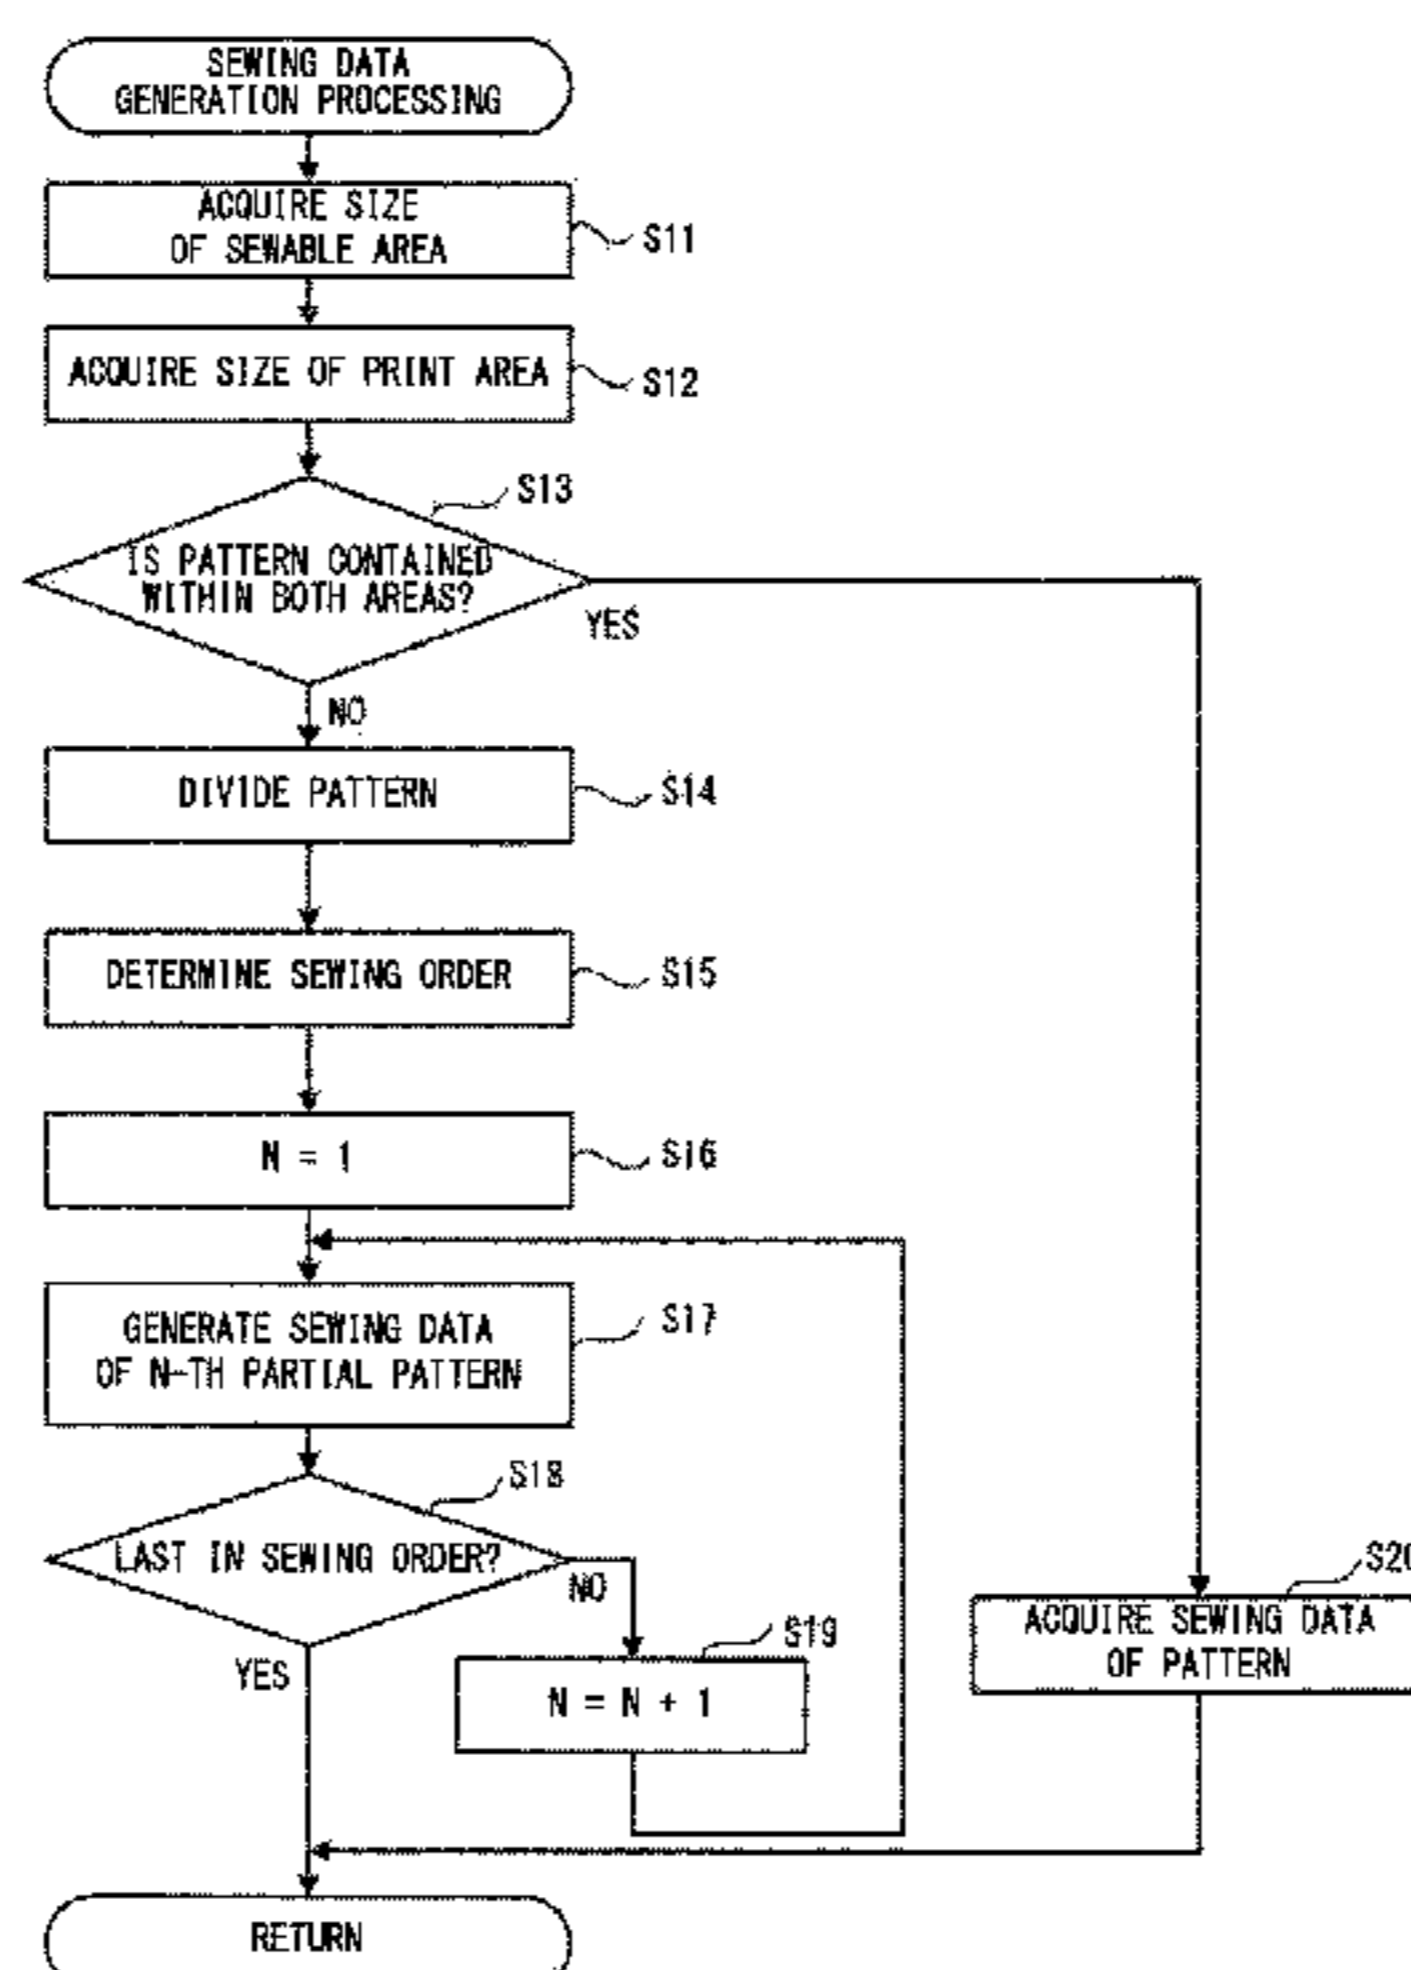 SEWING DATA
GENERATION PROCESSING
ACQUIRE SIZE
OF SEWABLE AREA
S11
ACQUIRE SIZE OF PRINT AREA
S12
S13
IS PATTERN CONTAINED
WITHIN BOTH AREAS?
YES
NO
DIVIDE PATTERN
S14
DETERMINE SEWING ORDER
S15
N = 1
S16
GENERATE SEWING DATA
OF N-TH PARTIAL PATTERN
S17
S18
LAST IN SEWING ORDER?
NO
YES
S19
N = N + 1
S20
ACQUIRE SEWING DATA
OF PATTERN
RETURN